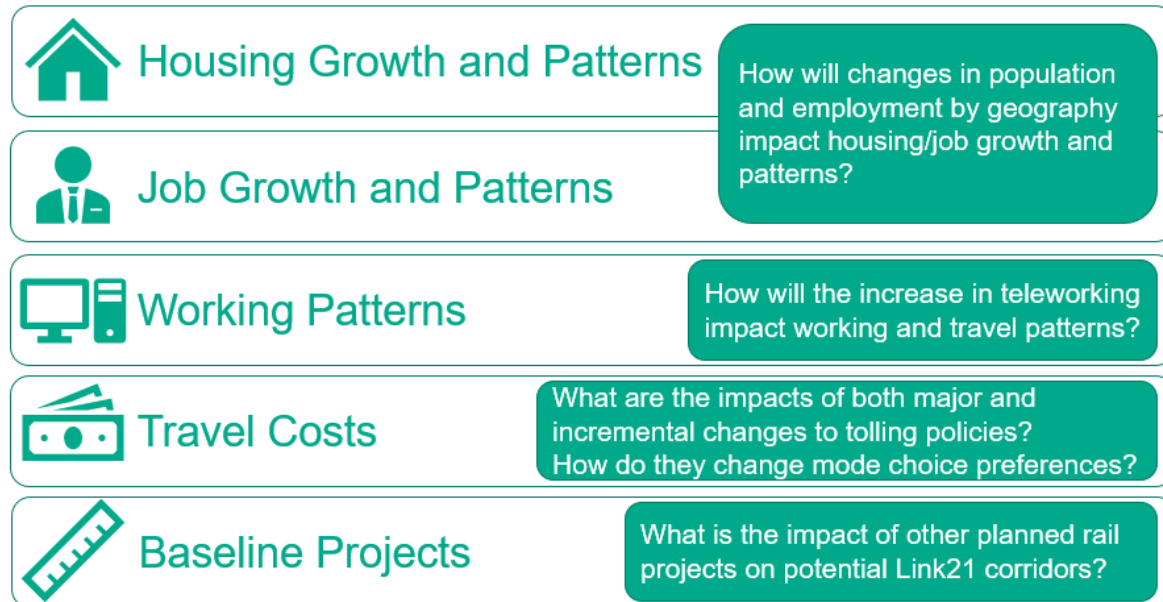 Housing Growth and Patterns
How will changes in population
and employment by geography
impact housing/job growth and
patterns?
Job Growth and Patterns
Working Patterns
How will the increase in teleworking
impact working and travel patterns?
Travel Costs
What are the impacts of both major and
incremental changes to tolling policies?
How do they change mode choice preferences?
Baseline Projects
What is the impact of other planned rail
projects on potential Link21 corridors?